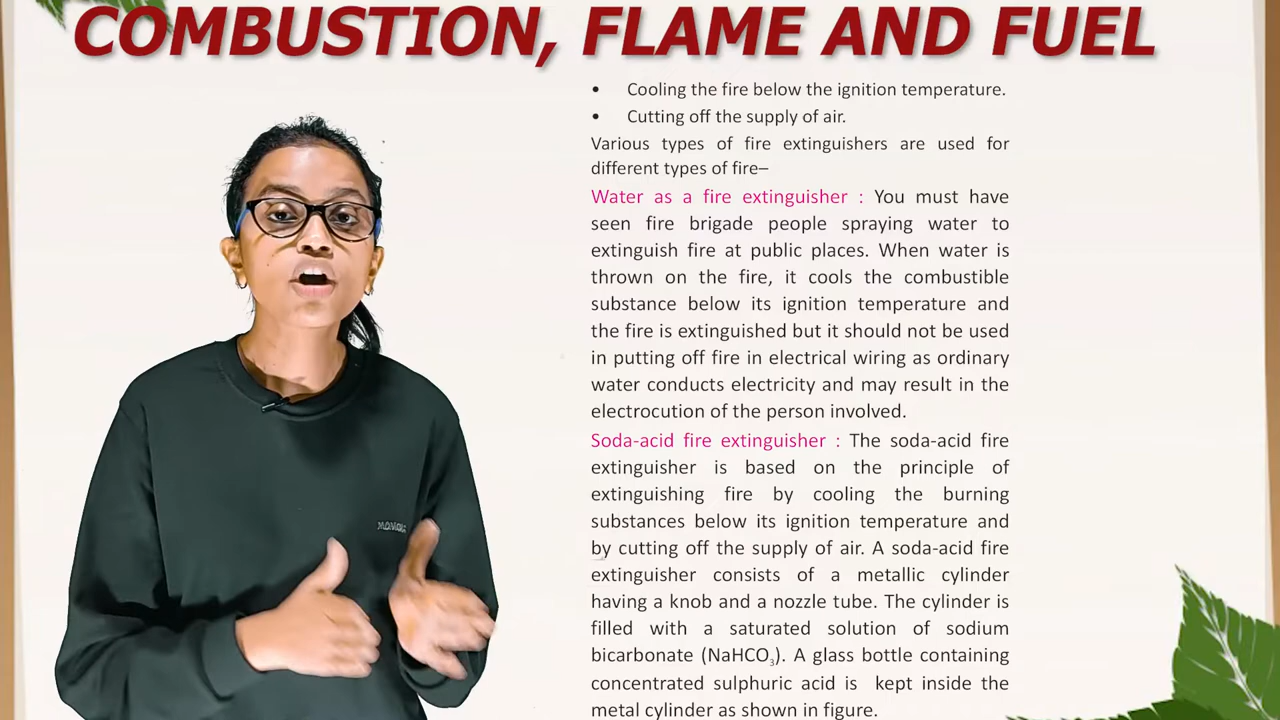 COMBUSTION, FLAME AND FUEL
• Cooling the fire below the ignition temperature.
• Cutting off the supply of air.
Various types of fire extinguishers are used for
different types of fire–
Water as a fire extinguisher : You must have
seen fire brigade people spraying water to
extinguish fire at public places. When water is
thrown on the fire, it cools the combustible
substance below its ignition temperature and
the fire is extinguished but it should not be used
in putting off fire in electrical wiring as ordinary
water conducts electricity and may result in the
electrocution of the person involved.
Soda-acid fire extinguisher : The soda-acid fire
extinguisher is based on the principle of
extinguishing fire by cooling the burning
substances below its ignition temperature and
by cutting off the supply of air. A soda-acid fire
extinguisher consists of a metallic cylinder
having a knob and a nozzle tube. The cylinder is
filled with a saturated solution of sodium
bicarbonate (NaHCO₃). A glass bottle containing
concentrated sulphuric acid is kept inside the
metal cylinder as shown in figure.